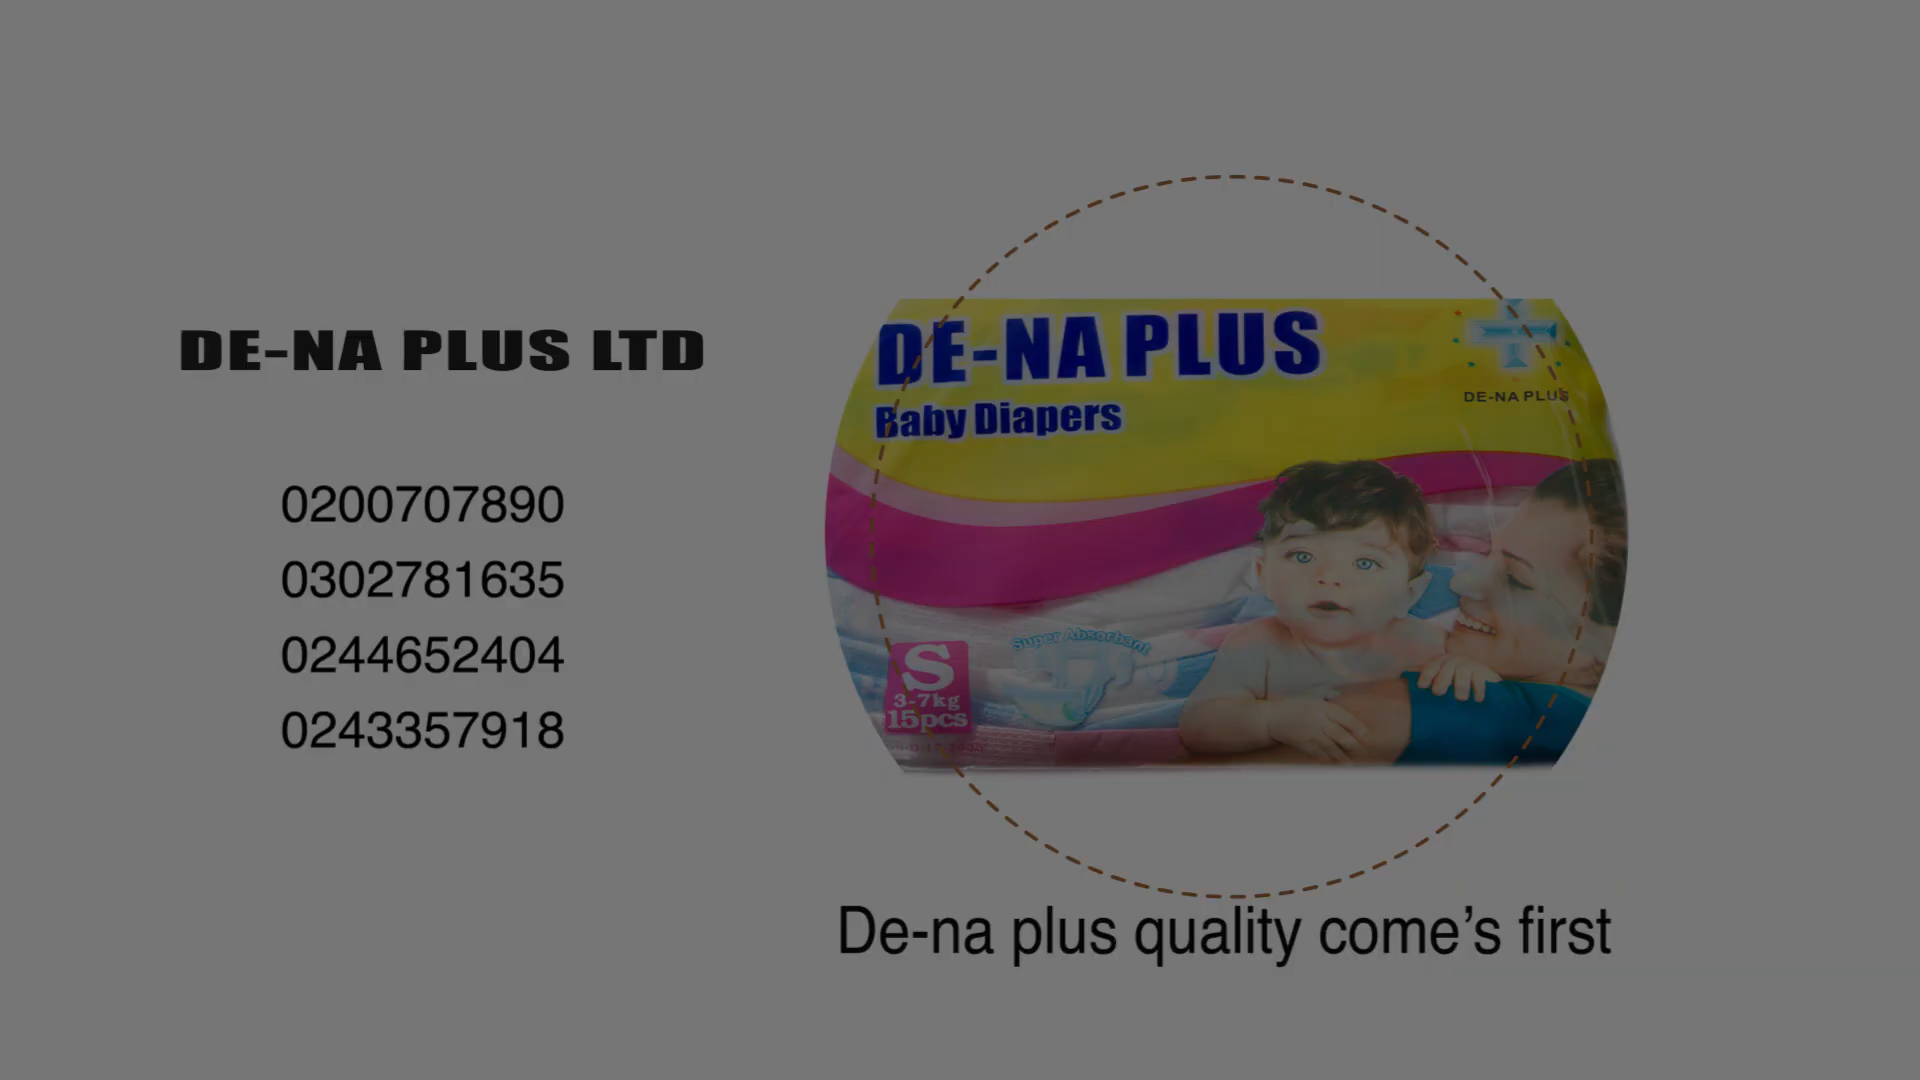 DE-NA PLUS LTD
0200707890
0302781635
0244652404
0243357918
DE-NA PLUS
Baby Diapers
DE-NA PLUS
Super Absorbant
S
3-7kg
15pcs
De-na plus quality come’s first